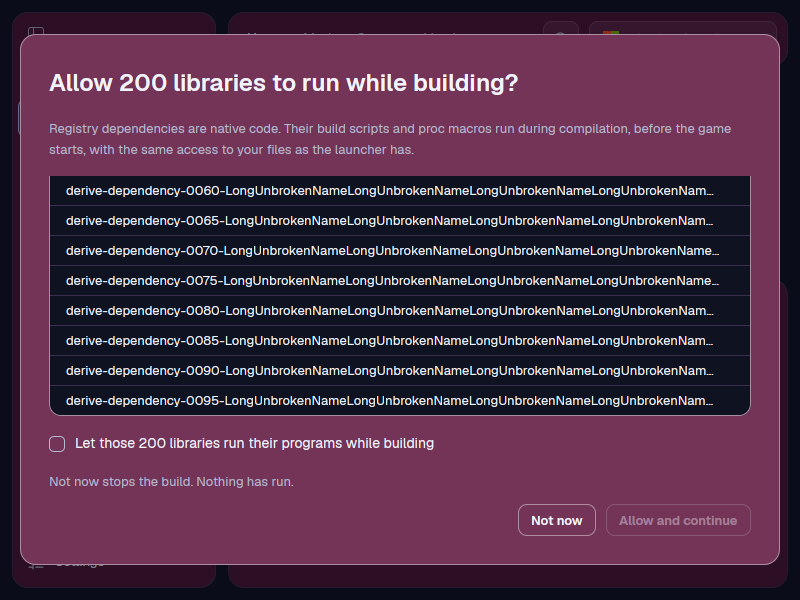 Allow 200 libraries to run while building?
Registry dependencies are native code. Their build scripts and proc macros run during compilation, before the game
starts, with the same access to your files as the launcher has.
derive-dependency-0060-LongUnbrokenNameLongUnbrokenNameLongUnbrokenNameLongUnbrokenNam…
derive-dependency-0065-LongUnbrokenNameLongUnbrokenNameLongUnbrokenNameLongUnbrokenNam…
derive-dependency-0070-LongUnbrokenNameLongUnbrokenNameLongUnbrokenNameLongUnbrokenName…
derive-dependency-0075-LongUnbrokenNameLongUnbrokenNameLongUnbrokenNameLongUnbrokenName…
derive-dependency-0080-LongUnbrokenNameLongUnbrokenNameLongUnbrokenNameLongUnbrokenNam…
derive-dependency-0085-LongUnbrokenNameLongUnbrokenNameLongUnbrokenNameLongUnbrokenNam…
derive-dependency-0090-LongUnbrokenNameLongUnbrokenNameLongUnbrokenNameLongUnbrokenNam…
derive-dependency-0095-LongUnbrokenNameLongUnbrokenNameLongUnbrokenNameLongUnbrokenNam…
Let those 200 libraries run their programs while building
Not now stops the build. Nothing has run.
Not now
Allow and continue